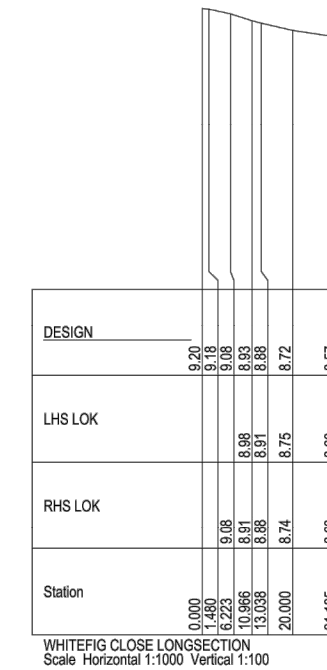 DESIGN
9.20 9.18 9.08 8.93 8.88 8.72
LHS LOK
8.98 8.91 8.75
RHS LOK
9.08 8.91 8.88 8.74
Station
0.000 1.480 6.223 10.966 13.038 20.000
WHITEFIG CLOSE LONGSECTION
Scale Horizontal 1:1000 Vertical 1:100